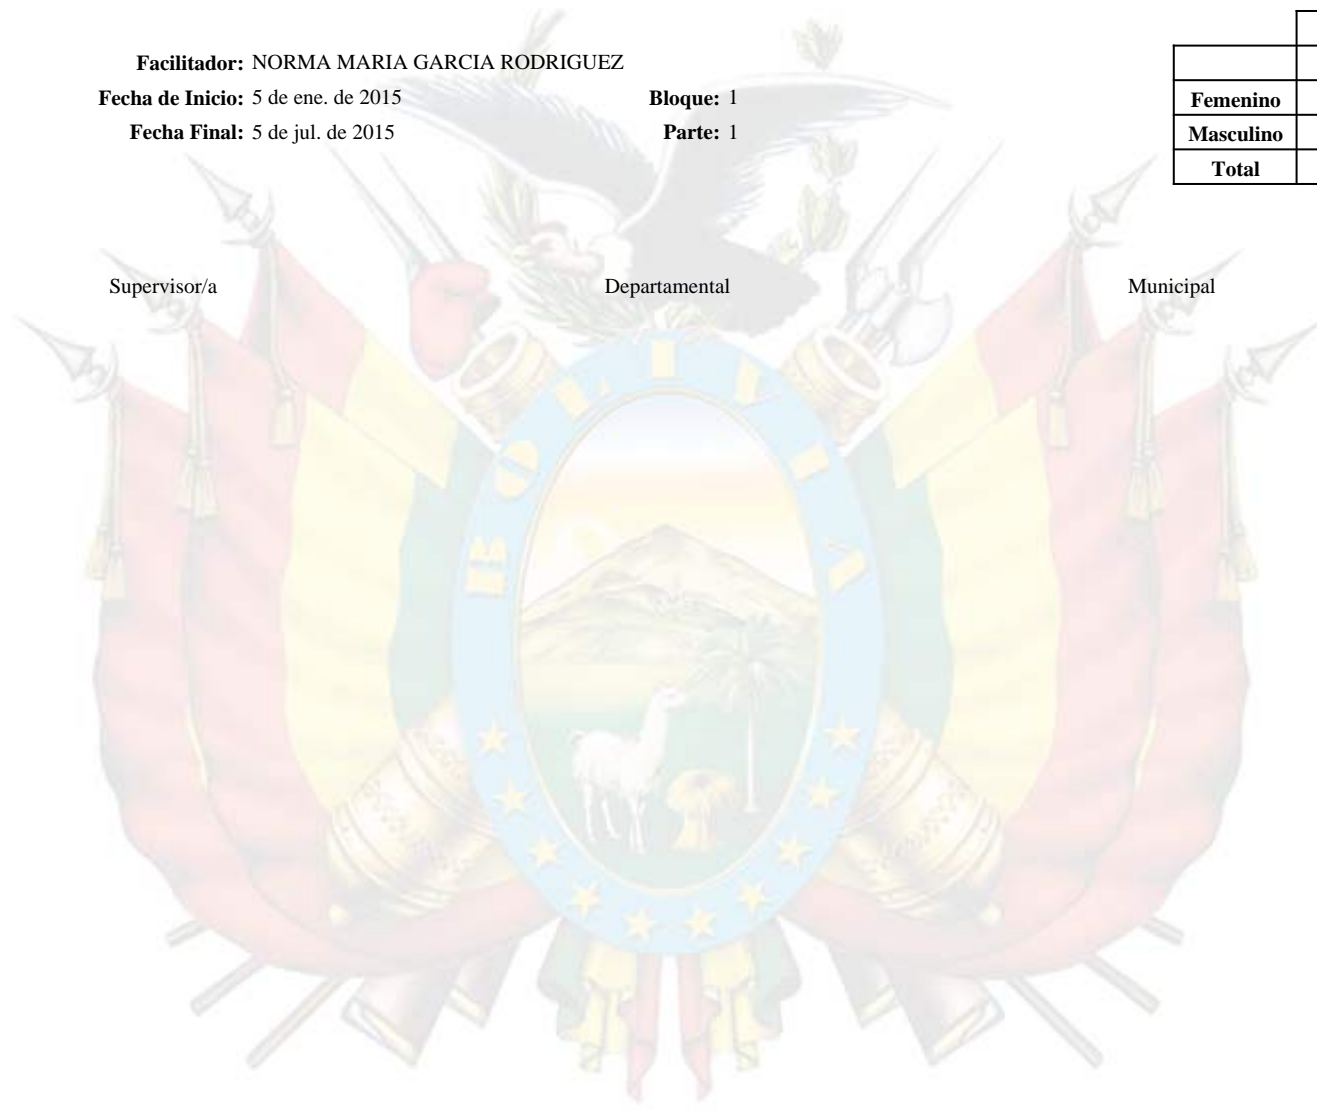 Facilitador: NORMA MARIA GARCIA RODRIGUEZ
Fecha de Inicio: 5 de ene. de 2015 Bloque: 1
Fecha Final: 5 de jul. de 2015 Parte: 1
Femenino
Masculino
Total
Supervisor/a Departamental Municipal
BOLIVIA